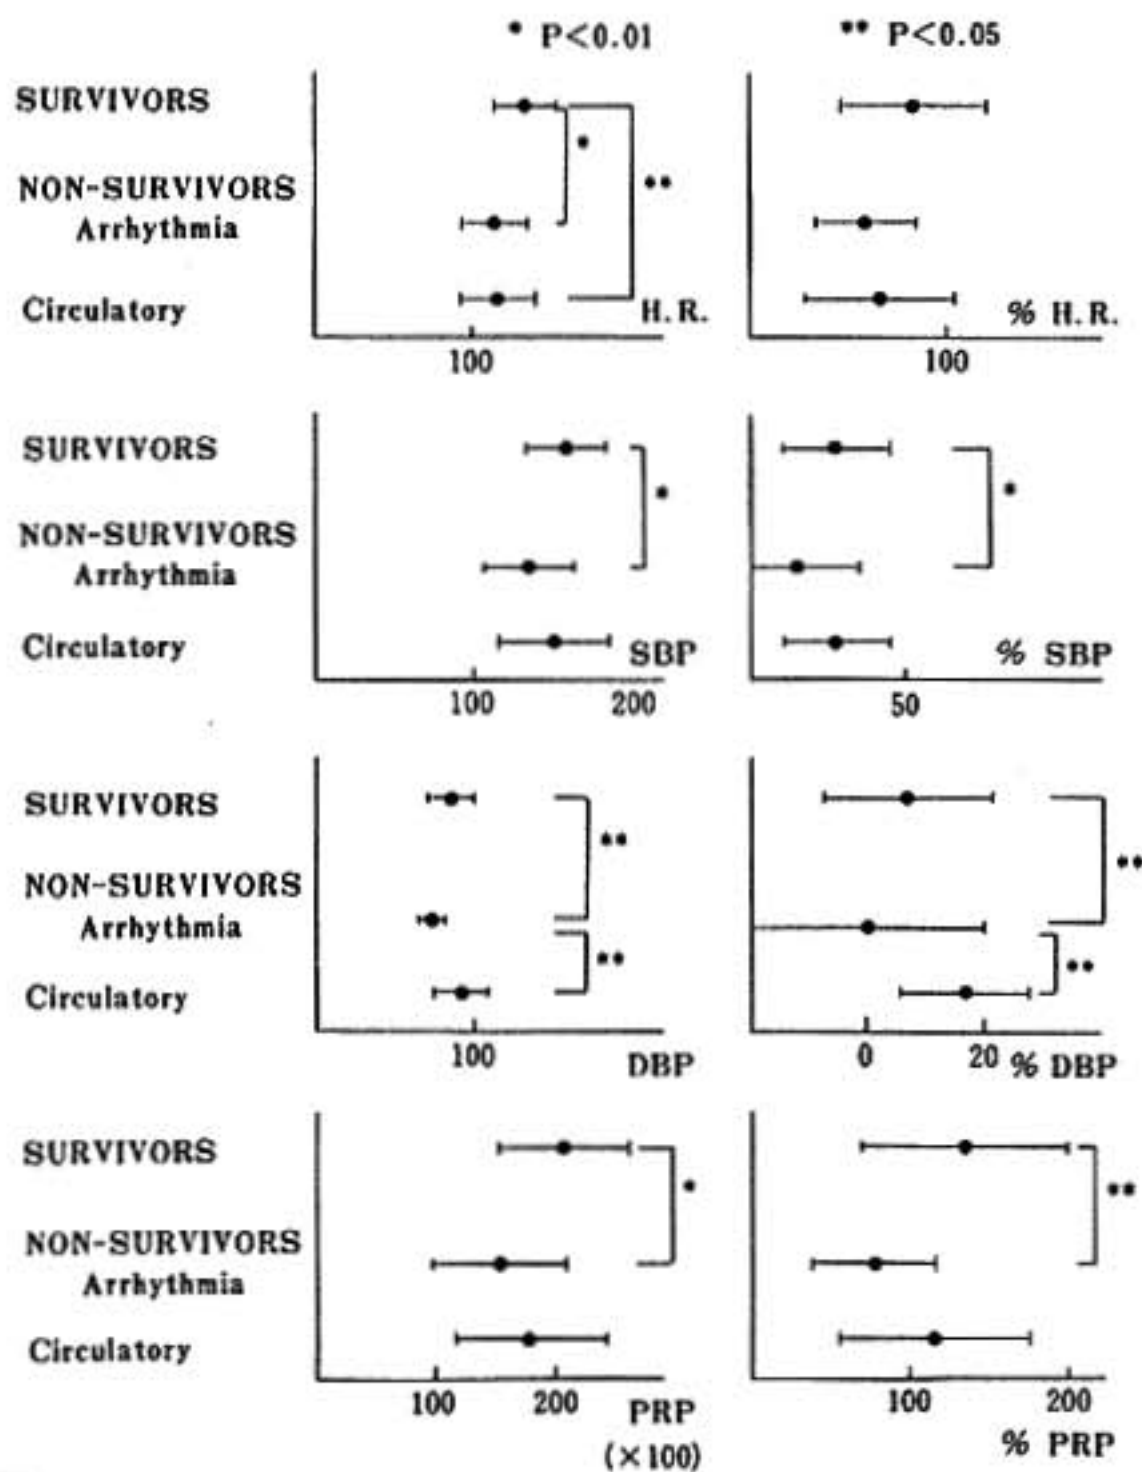 • P<0.01 •• P<0.05
SURVIVORS
•
NON-SURVIVORS ••
Arrhythmia
Circulatory H.R. % H.R.
100 100
SURVIVORS
• •
NON-SURVIVORS
Arrhythmia
Circulatory SBP % SBP
100 200 50
SURVIVORS
•• ••
NON-SURVIVORS
Arrhythmia
•• ••
Circulatory
100 DBP 0 20 % DBP
SURVIVORS
• ••
NON-SURVIVORS
Arrhythmia
Circulatory
100 200 PRP 100 200
(×100) % PRP